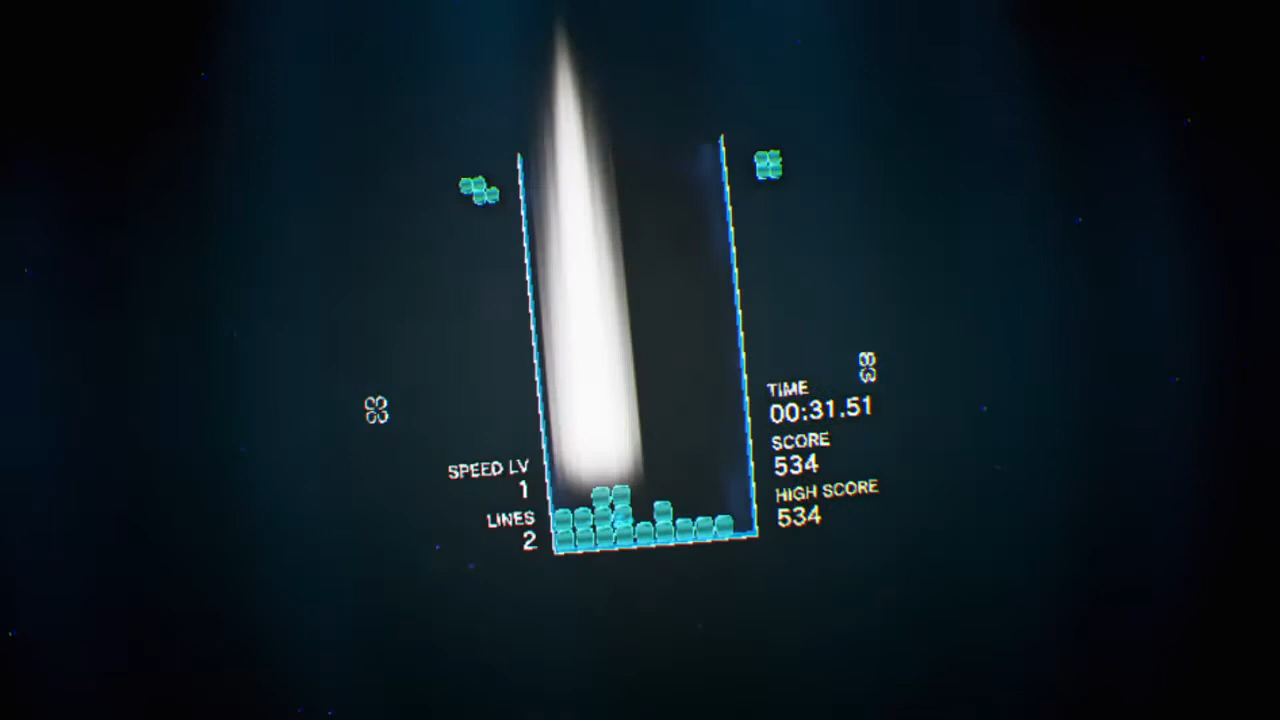 SPEED LV
1
LINES
2
TIME
00:31.51
SCORE
534
HIGH SCORE
534